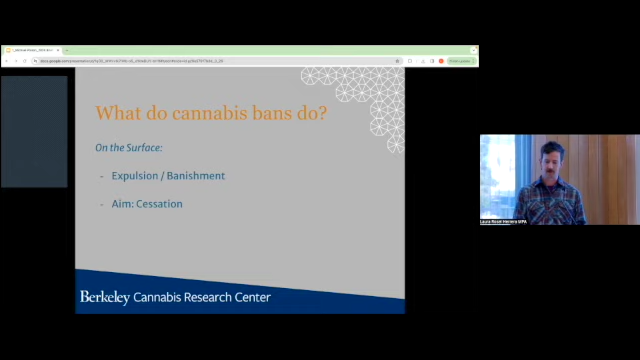 What do cannabis bans do?
On the Surface:
- Expulsion / Banishment
- Aim: Cessation
Berkeley Cannabis Research Center